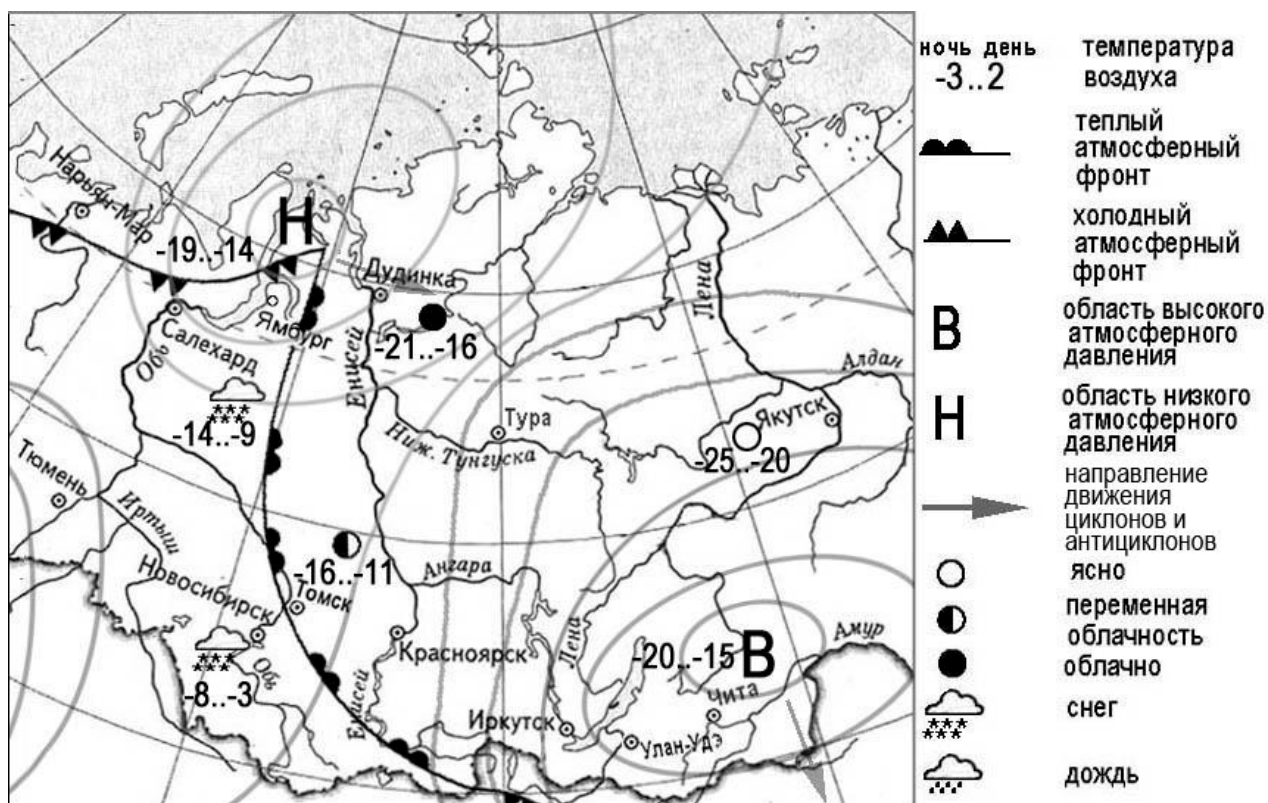 Нарьян-Мар
Н
-19..-14
Дудинка
Салехард
Ямбург
-21..-16
Обь
Енисей
Лена
Алдан
-14..-9
Тура
Ниж. Тунгуска
Якутск
-25..-20
Тюмень
Иртыш
-16..-11
Ангара
Новосибирск
Томск
Красноярск
Лена
-20..-15
В
Амур
Обь
-8..-3
Енисей
Иркутск
Чита
Улан-Удэ
ночь день
-3..2
температура
воздуха
теплый
атмосферный
фронт
холодный
атмосферный
фронт
В
область высокого
атмосферного
давления
Н
область низкого
атмосферного
давления
направление
движения
циклонов и
антициклонов
ясно
переменная
облачность
облачно
снег
дождь